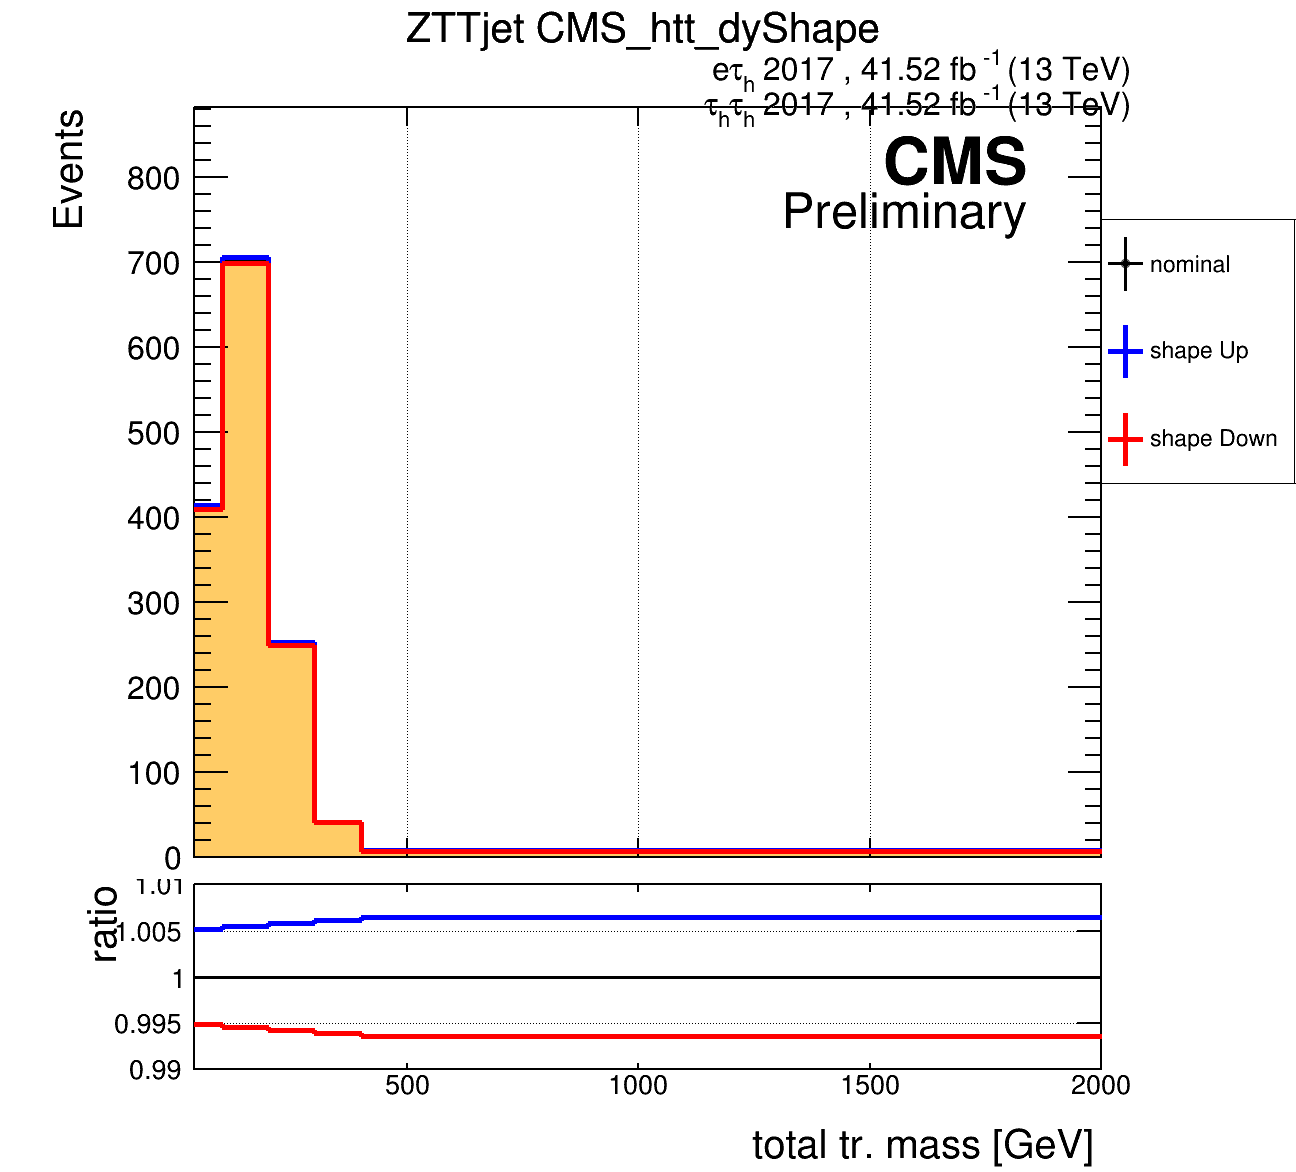 ZTTjet CMS_htt_dyShape
eτh 2017 , 41.52 fb -1 (13 TeV)
τhτh 2017 , 41.52 fb -1 (13 TeV)
CMS
Preliminary
Events
800
700
600
500
400
300
200
100
0
nominal
shape Up
shape Down
ratio
1.01
1.005
1
0.995
0.99
500 1000 1500 2000
total tr. mass [GeV]